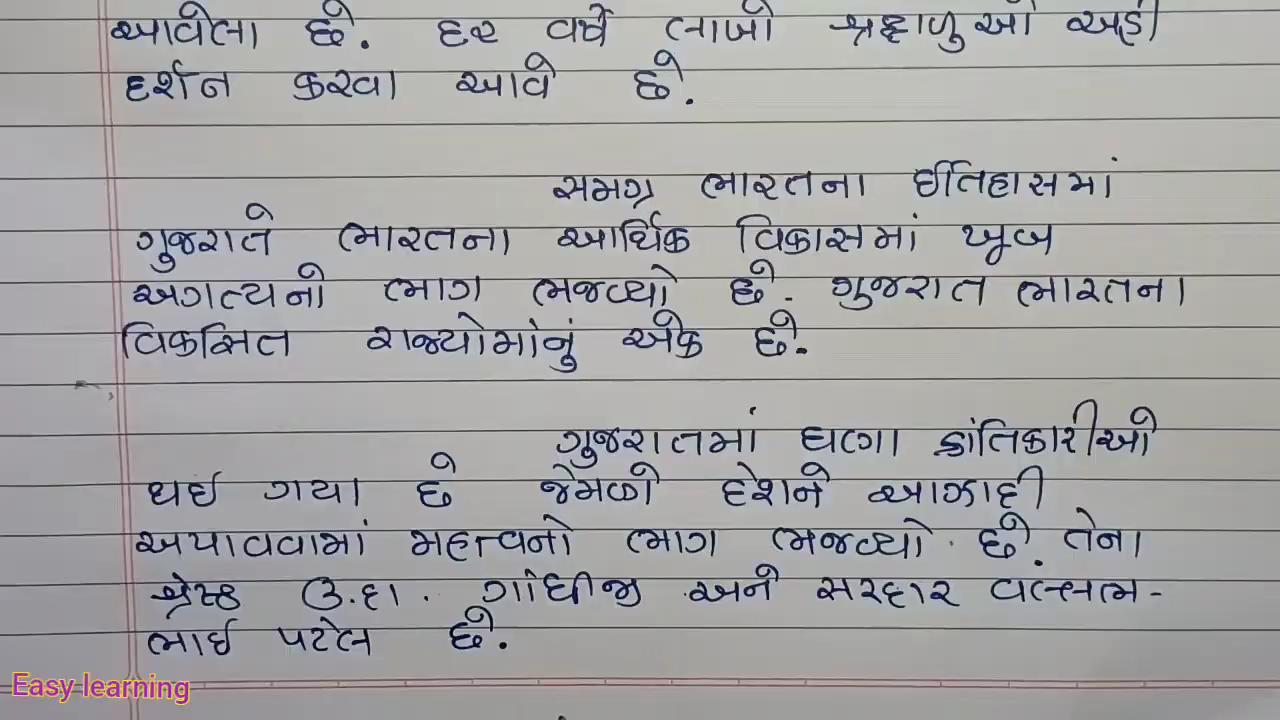 આવેલા છે. દર વર્ષે લાખો શ્રદ્ધાળુઓ અહીં
દર્શન કરવા આવે છે.
સમગ્ર ભારતના ઈતિહાસમાં
ગુજરાતે ભારતના આર્થિક વિકાસમાં ખૂબ
અગત્યનો ભાગ ભજવ્યો છે. ગુજરાત ભારતના
વિકસિત રાજ્યોમાંનું એક છે.
ગુજરાતમાં ઘણા ક્રાંતિકારીઓ
થઈ ગયા છે જેમણે દેશને આઝાદી
અપાવવામાં મહત્ત્વનો ભાગ ભજવ્યો છે. તેના
શ્રેષ્ઠ ઉ.દા. ગાંધીજી અને સરદાર વલ્લભ-
ભાઈ પટેલ છે.
Easy learning